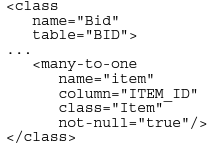 <class
name="Bid"
table="BID">
...
<many-to-one
name="item"
column="ITEM_ID"
class="Item"
not-null="true"/>
</class>